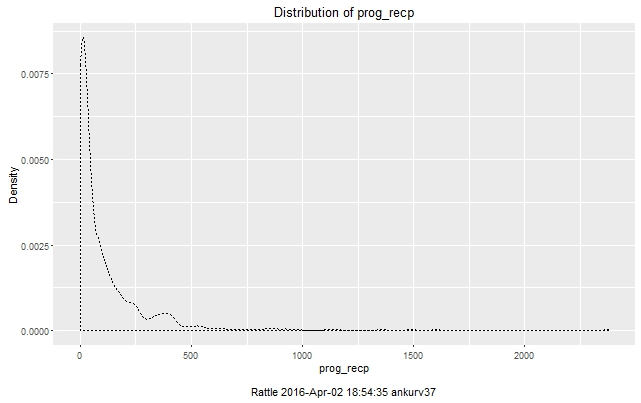 Distribution of prog_recp
0.0075
0.0050
Density
0.0025
0.0000
0 500 1000 1500 2000
prog_recp
Rattle 2016-Apr-02 18:54:35 ankurv37